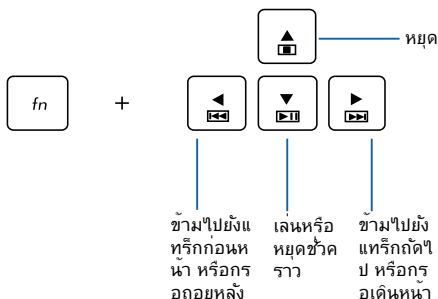 หยุด
fn
+
ข้ามไปยังแ
ทร็กก่อนห
น้า หรือกร
อถอยหลัง
เล่นหรือ
หยุดชั่วค
ราว
ข้ามไปยัง
แทร็กถัดไ
ป หรือกร
อเดินหน้า